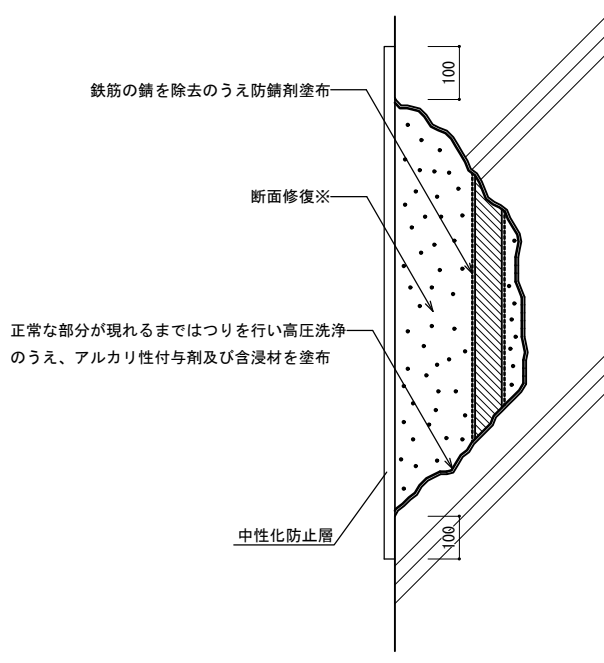 100
鉄筋の錆を除去のうえ防錆剤塗布
断面修復※
正常な部分が現れるまではつりを行い高圧洗浄
のうえ、アルカリ性付与剤及び含浸材を塗布
中性化防止層
100